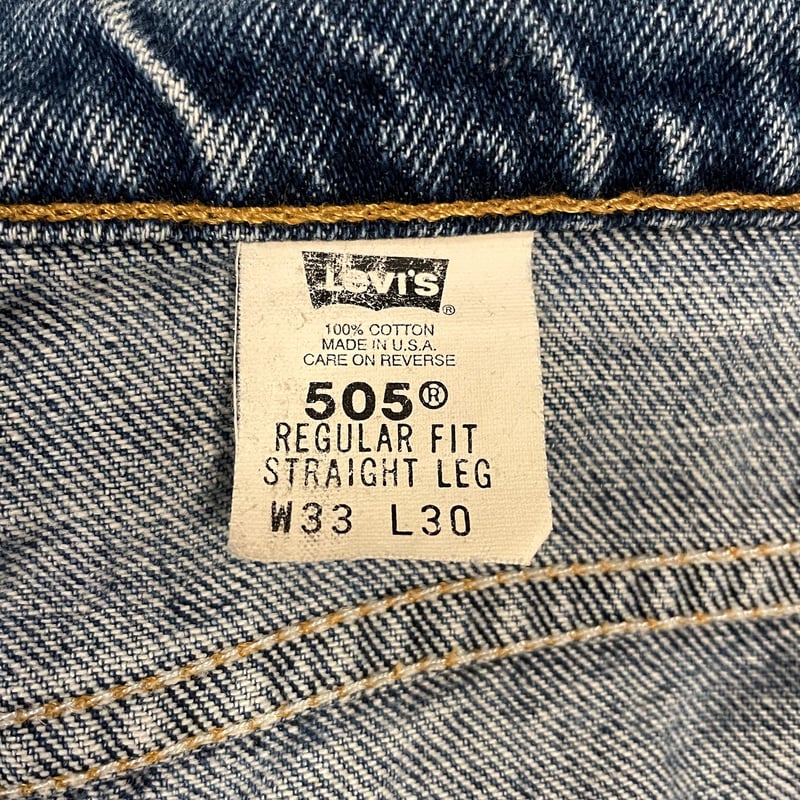 Levi's ®
100% COTTON
MADE IN U.S.A.
CARE ON REVERSE
505®
REGULAR FIT
STRAIGHT LEG
W33 L30